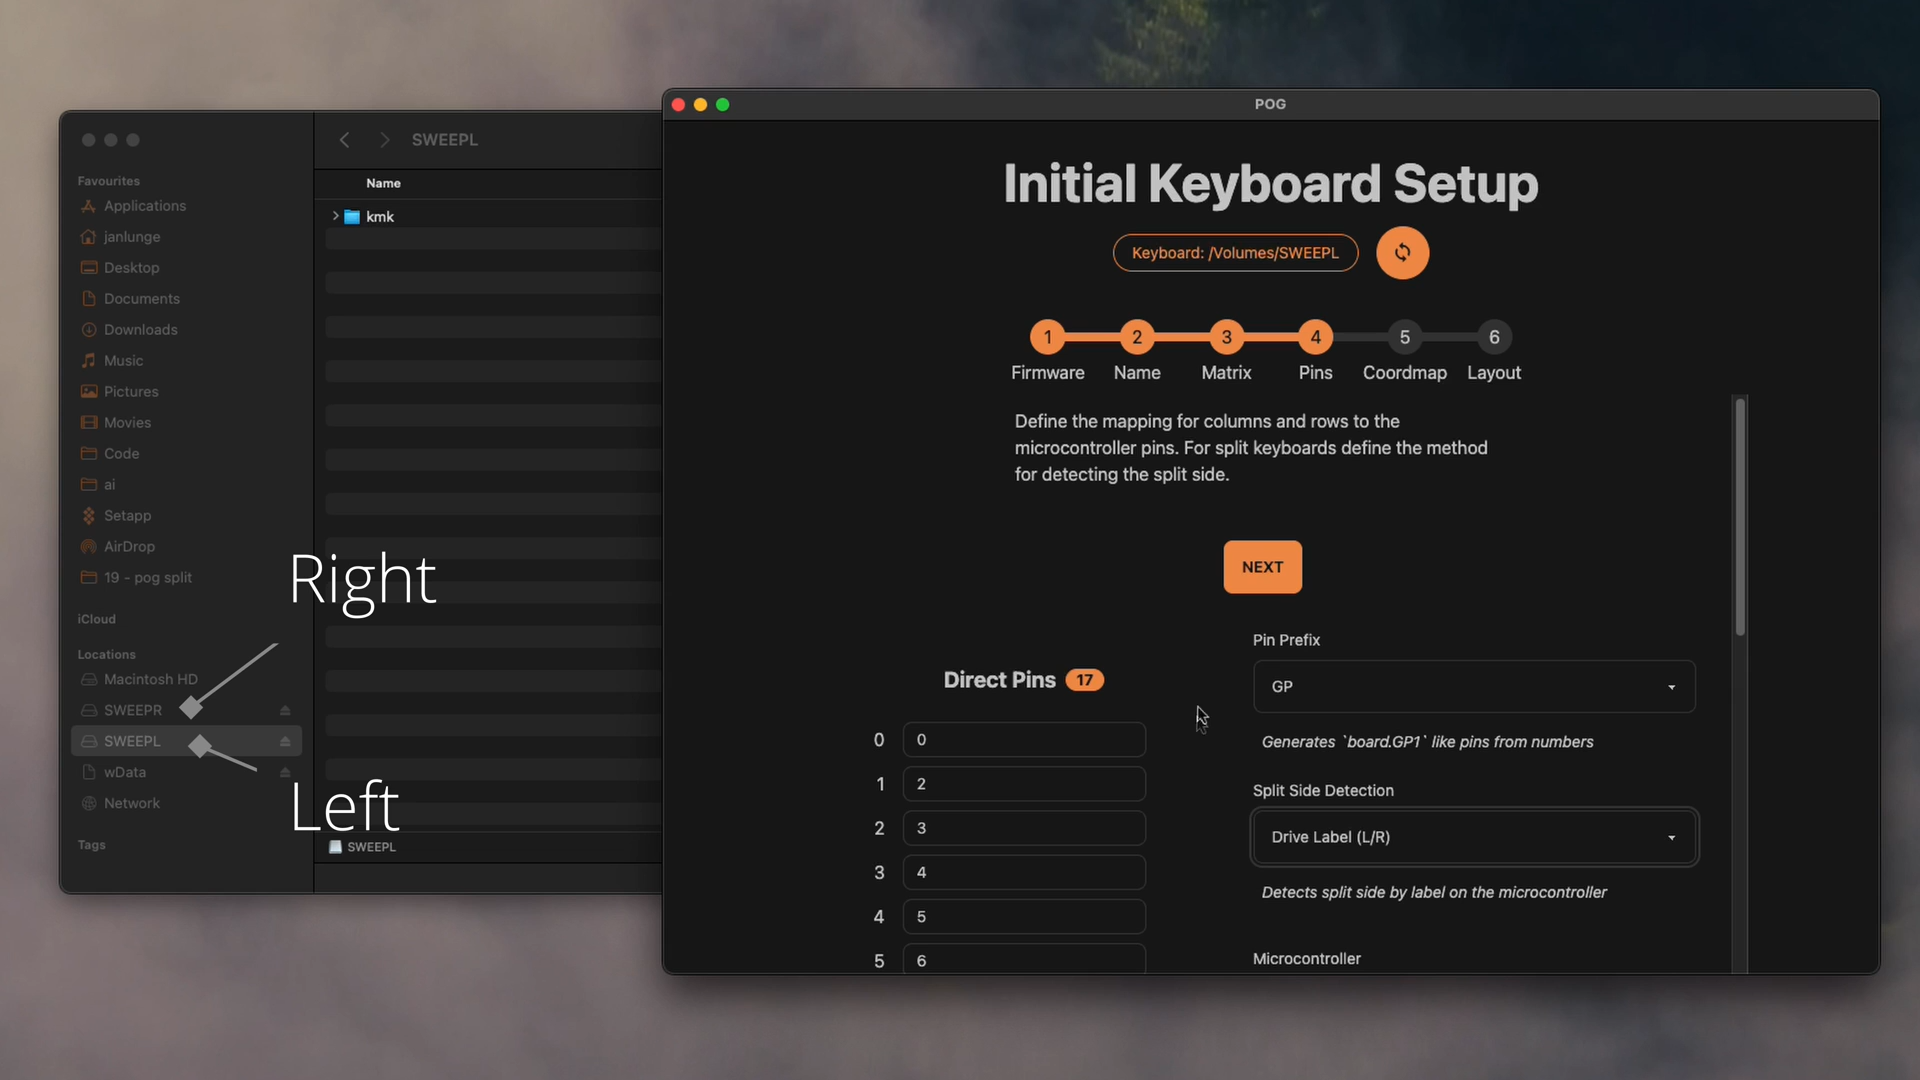 SWEEPL
Name
kmk
Favourites
Applications
janlunge
Desktop
Documents
Downloads
Music
Pictures
Movies
Code
ai
Setapp
AirDrop
19 - pog split
iCloud
Locations
Macintosh HD
SWEEPR
SWEEPL
wData
Network
Tags
SWEEPL
Right
Left
POG
Initial Keyboard Setup
Keyboard: /Volumes/SWEEPL
1 2 3 4 5 6
Firmware Name Matrix Pins Coordmap Layout
Define the mapping for columns and rows to the
microcontroller pins. For split keyboards define the method
for detecting the split side.
NEXT
Direct Pins 17
0 0
1 2
2 3
3 4
4 5
5 6
Pin Prefix
GP
Generates `board.GP1` like pins from numbers
Split Side Detection
Drive Label (L/R)
Detects split side by label on the microcontroller
Microcontroller